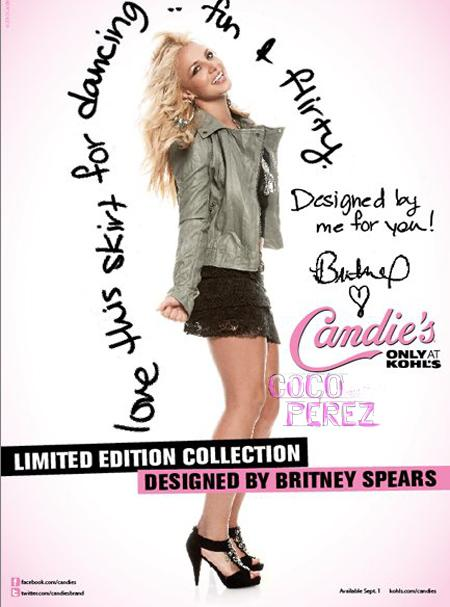 love this skirt for dancing :: fun & flirty.
Designed by
me for you!
Britney
Candie's
ONLY AT
KOHL'S
COCO
PEREZ
LIMITED EDITION COLLECTION
DESIGNED BY BRITNEY SPEARS
facebook.com/candies
twitter.com/candiesbrand
Available Sept. 1 kohls.com/candies